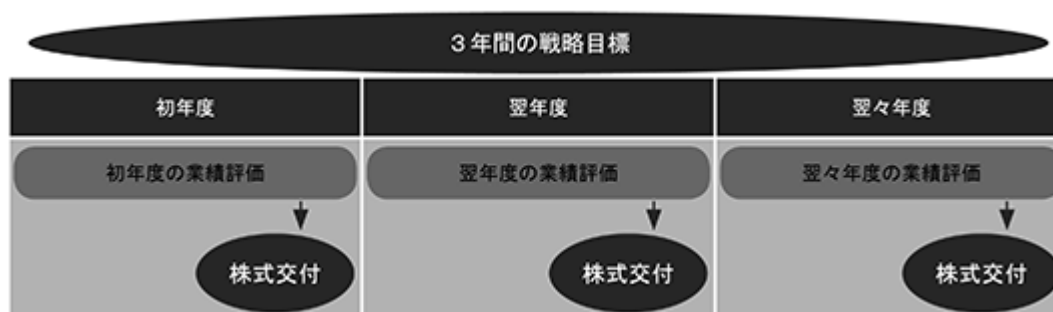 3年間の戦略目標
初年度
翌年度
翌々年度
初年度の業績評価
翌年度の業績評価
翌々年度の業績評価
株式交付
株式交付
株式交付